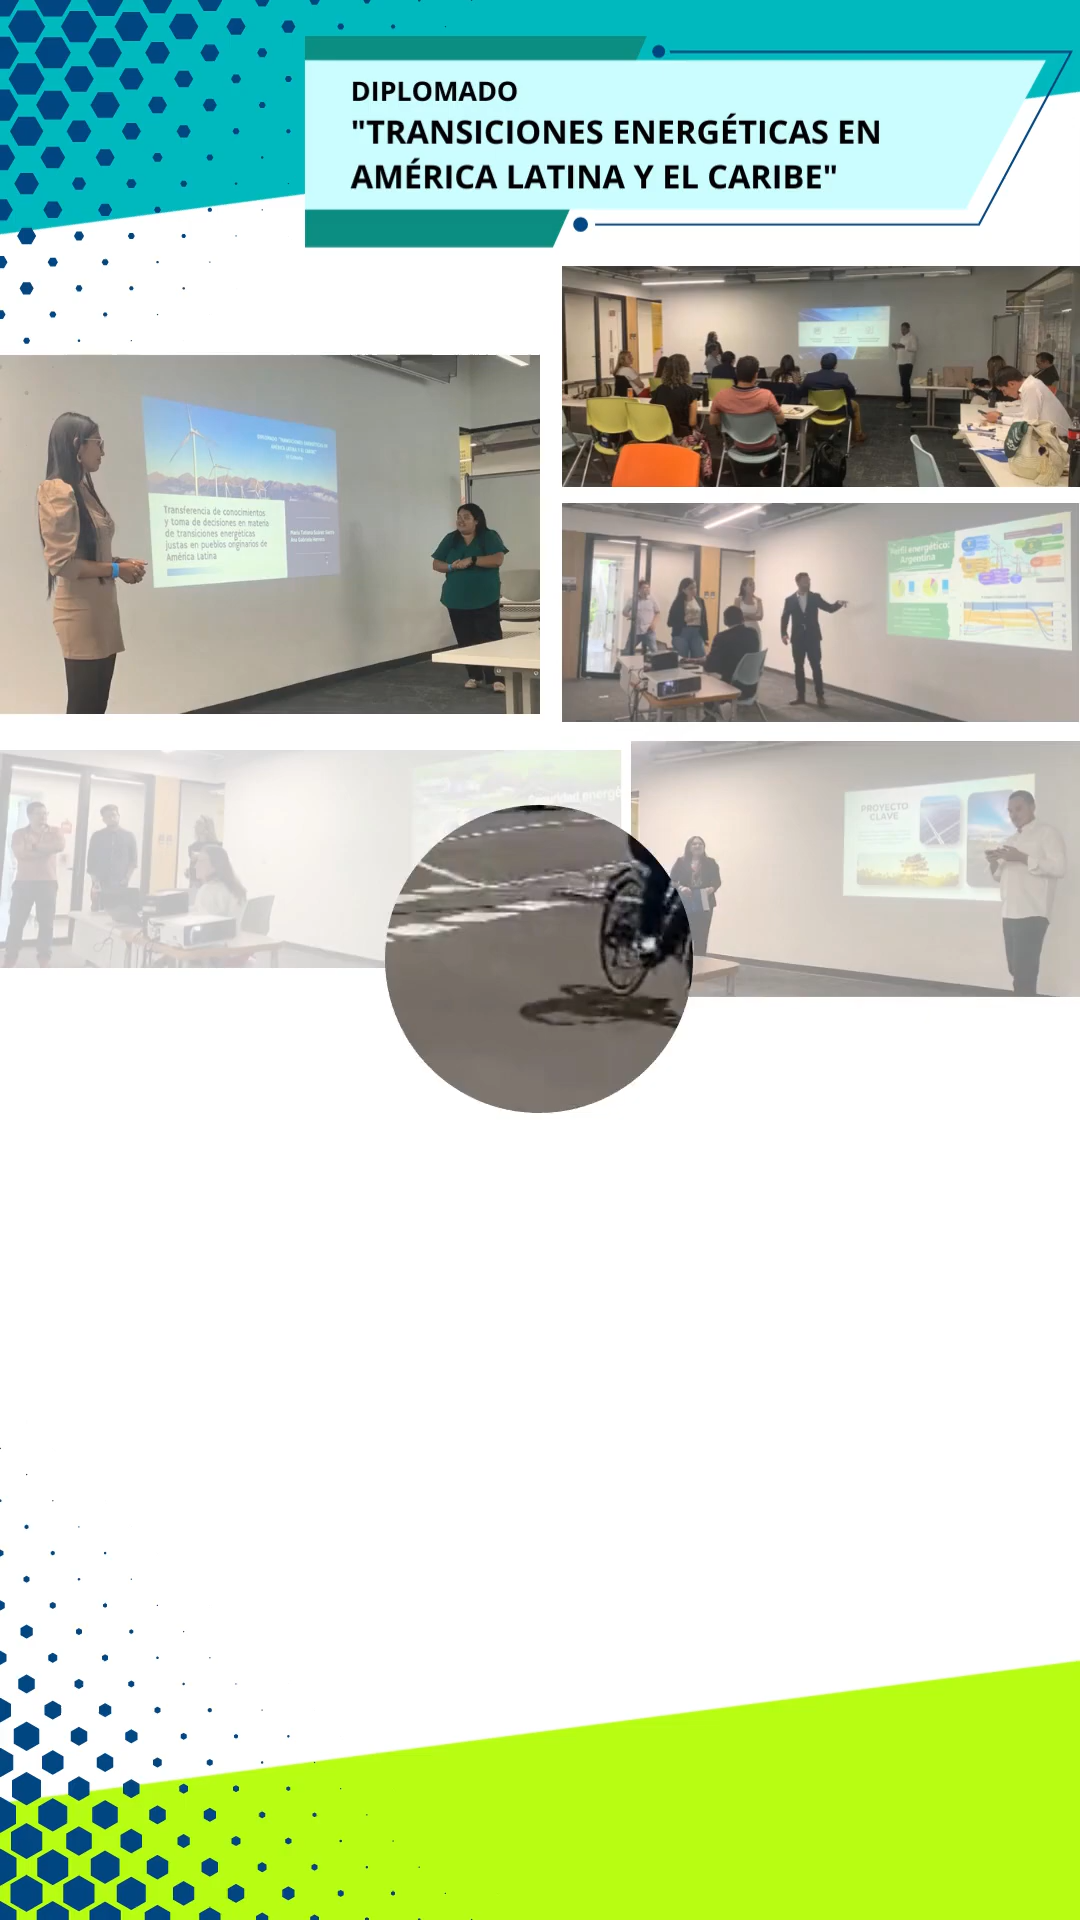 DIPLOMADO
"TRANSICIONES ENERGÉTICAS EN
AMÉRICA LATINA Y EL CARIBE"
Transferencia de conocimientos
y toma de decisiones en materia
de transiciones energéticas
justas en pueblos originarios de
América Latina
Perfil energético:
Argentina
PROYECTO
CLAVE